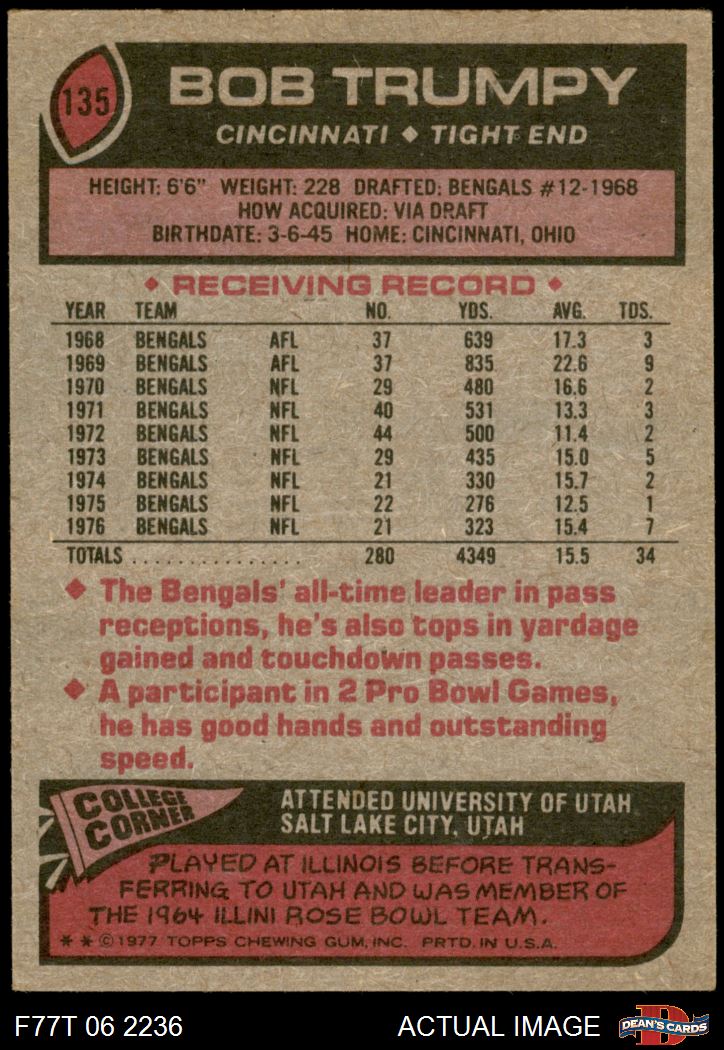 135
BOB TRUMPY
CINCINNATI ◆ TIGHT END
HEIGHT: 6'6" WEIGHT: 228 DRAFTED: BENGALS #12-1968
HOW ACQUIRED: VIA DRAFT
BIRTHDATE: 3-6-45 HOME: CINCINNATI, OHIO
◆ RECEIVING RECORD ◆
YEAR TEAM NO. YDS. AVG. TDS.
1968 BENGALS AFL 37 639 17.3 3
1969 BENGALS AFL 37 835 22.6 9
1970 BENGALS NFL 29 480 16.6 2
1971 BENGALS NFL 40 531 13.3 3
1972 BENGALS NFL 44 500 11.4 2
1973 BENGALS NFL 29 435 15.0 5
1974 BENGALS NFL 21 330 15.7 2
1975 BENGALS NFL 22 276 12.5 1
1976 BENGALS NFL 21 323 15.4 7
TOTALS ............... 280 4349 15.5 34
◆ The Bengals' all-time leader in pass
receptions, he's also tops in yardage
gained and touchdown passes.
◆ A participant in 2 Pro Bowl Games,
he has good hands and outstanding
speed.
COLLEGE
CORNER
ATTENDED UNIVERSITY OF UTAH
SALT LAKE CITY, UTAH
PLAYED AT ILLINOIS BEFORE TRANS-
FERRING TO UTAH AND WAS MEMBER OF
THE 1964 ILLINI ROSE BOWL TEAM.
* * © 1977 TOPPS CHEWING GUM, INC. PRTD. IN U.S.A.
F77T 06 2236 ACTUAL IMAGE
D
DEAN'S CARDS